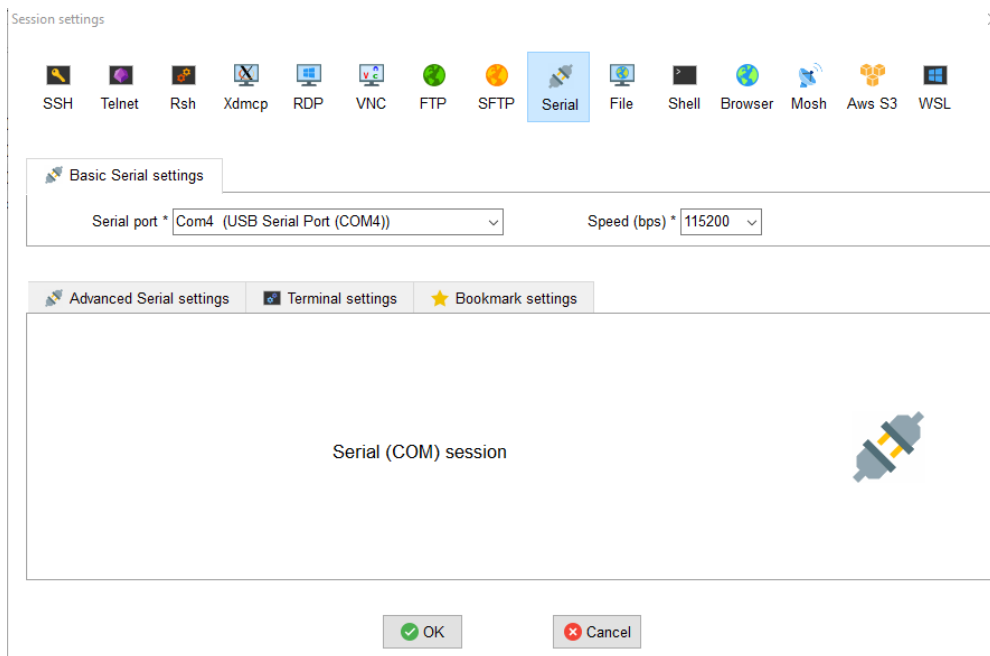 Session settings
SSH Telnet Rsh Xdmcp RDP VNC FTP SFTP Serial File Shell Browser Mosh Aws S3 WSL
Basic Serial settings
Serial port * Com4 (USB Serial Port (COM4)) Speed (bps) * 115200
Advanced Serial settings Terminal settings Bookmark settings
Serial (COM) session
OK Cancel